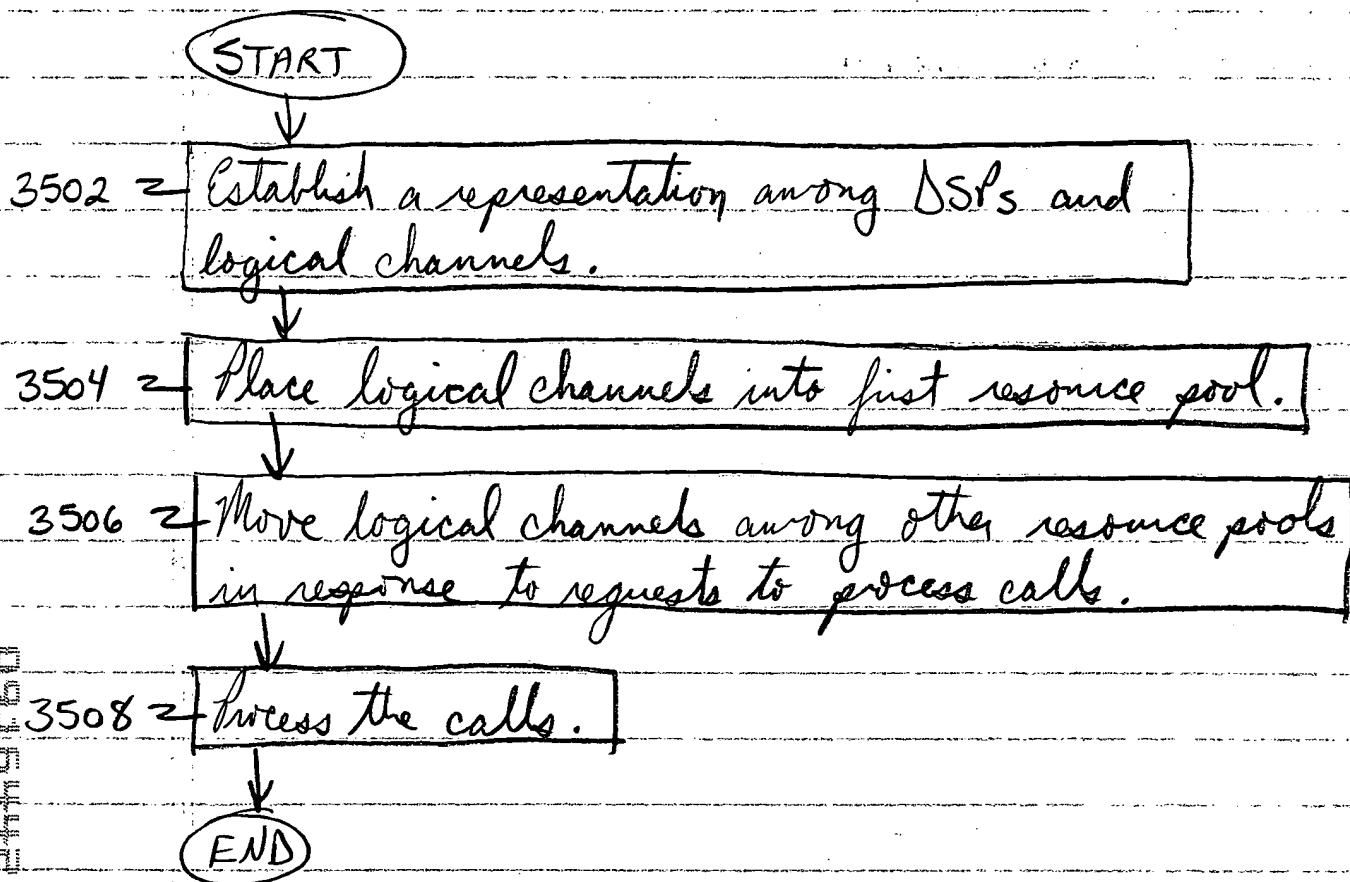 START
3502 Establish a representation among DSPs and
logical channels.
3504 Place logical channels into first resource pool.
3506 Move logical channels among other resource pools
in response to requests to process calls.
3508 Process the calls.
END